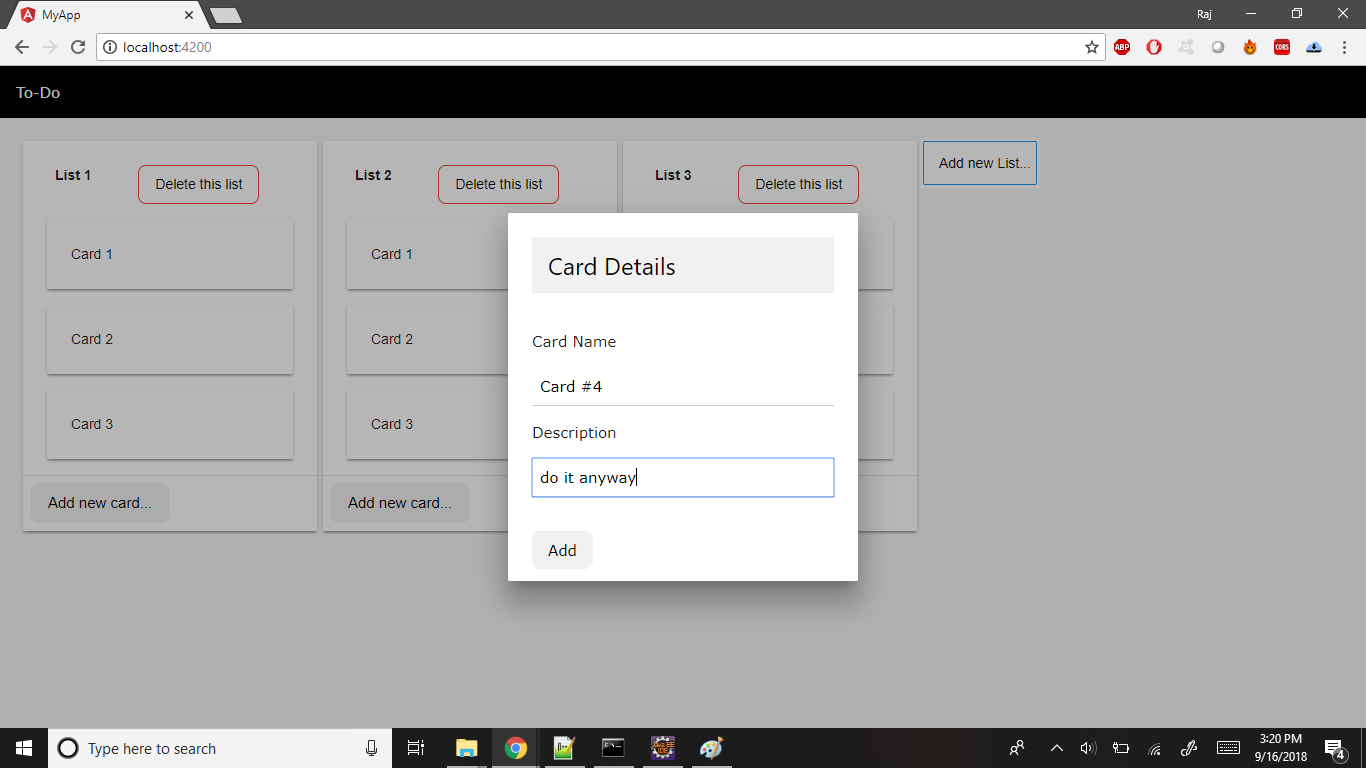 MyApp
Raj
localhost:4200
ABP
CORS
To-Do
List 1
Delete this list
Card 1
Card 2
Card 3
Add new card...
List 2
Delete this list
Card 1
Card 2
Card 3
Add new card...
List 3
Delete this list
Add new List...
Card Details
Card Name
Card #4
Description
do it anyway
Add
Type here to search
3:20 PM
9/16/2018
4